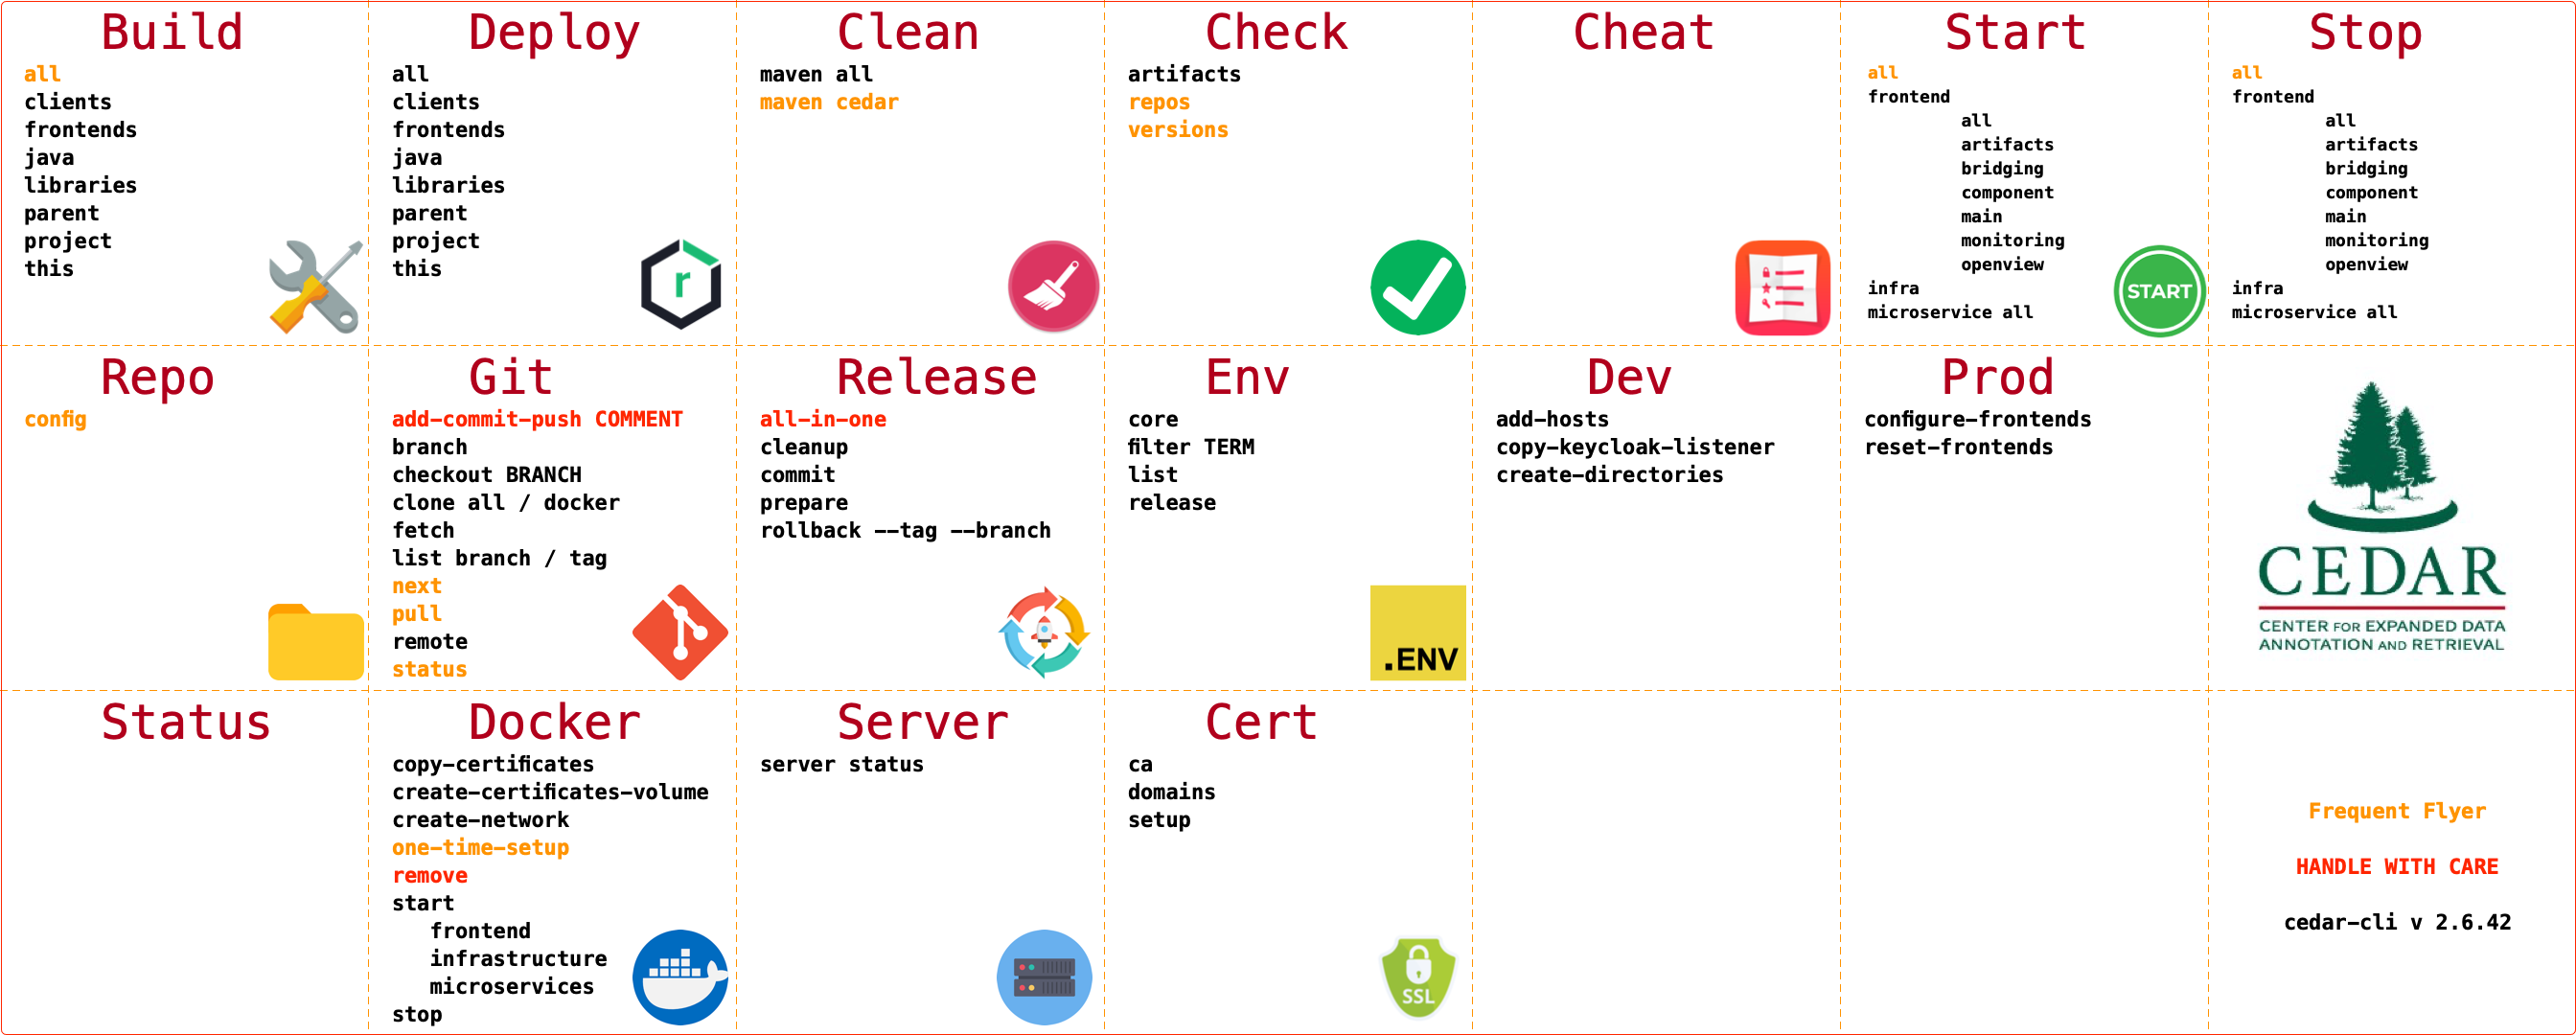 Build
all
clients
frontends
java
libraries
parent
project
this
Deploy
all
clients
frontends
java
libraries
parent
project
this
r
Clean
maven all
maven cedar
Check
artifacts
repos
versions
Cheat
Start
all
frontend
all
artifacts
bridging
component
main
monitoring
openview
infra
microservice all
START
Stop
all
frontend
all
artifacts
bridging
component
main
monitoring
openview
infra
microservice all
Repo
config
Git
add-commit-push COMMENT
branch
checkout BRANCH
clone all / docker
fetch
list branch / tag
next
pull
remote
status
Release
all-in-one
cleanup
commit
prepare
rollback --tag --branch
Env
core
filter TERM
list
release
.ENV
Dev
add-hosts
copy-keycloak-listener
create-directories
Prod
configure-frontends
reset-frontends
CEDAR
CENTER FOR EXPANDED DATA
ANNOTATION AND RETRIEVAL
Status
Docker
copy-certificates
create-certificates-volume
create-network
one-time-setup
remove
start
frontend
infrastructure
microservices
stop
Server
server status
Cert
ca
domains
setup
SSL
Frequent Flyer
HANDLE WITH CARE
cedar-cli v 2.6.42